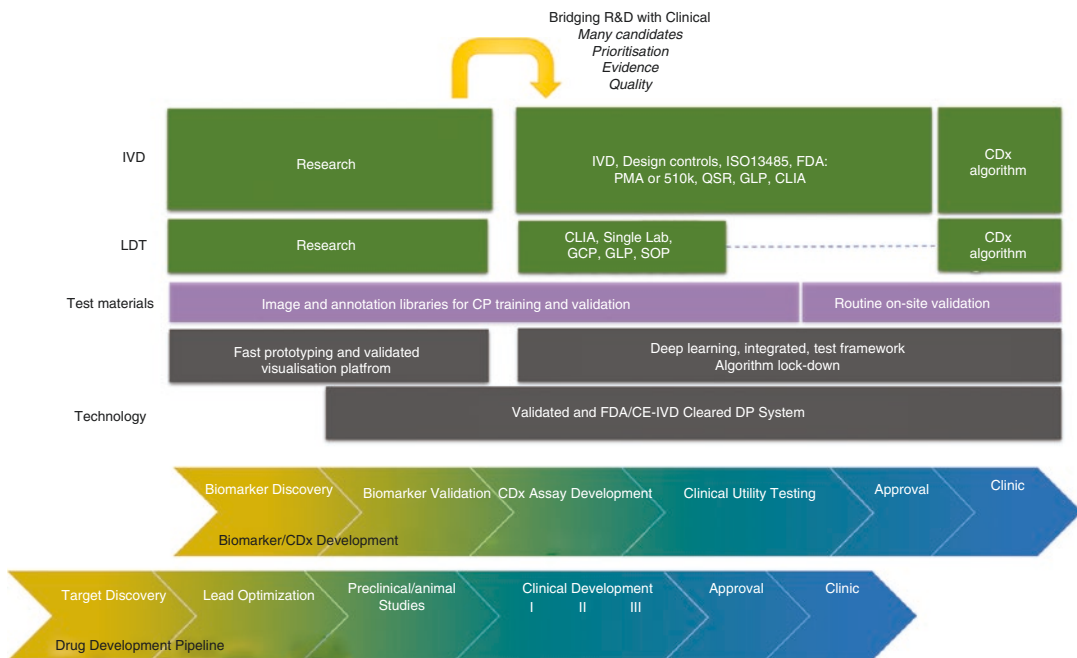 Bridging R&D with Clinical
Many candidates
Prioritisation
Evidence
Quality
IVD
Research
IVD, Design controls, ISO13485, FDA:
PMA or 510k, QSR, GLP, CLIA
CDx
algorithm
LDT
Research
CLIA, Single Lab,
GCP, GLP, SOP
CDx
algorithm
Test materials
Image and annotation libraries for CP training and validation
Routine on-site validation
Fast prototyping and validated
visualisation platfrom
Deep learning, integrated, test framework
Algorithm lock-down
Technology
Validated and FDA/CE-IVD Cleared DP System
Biomarker Discovery
Biomarker Validation
CDx Assay Development
Clinical Utility Testing
Approval
Clinic
Biomarker/CDx Development
Target Discovery
Lead Optimization
Preclinical/animal
Studies
Clinical Development
I II III
Approval
Clinic
Drug Development Pipeline